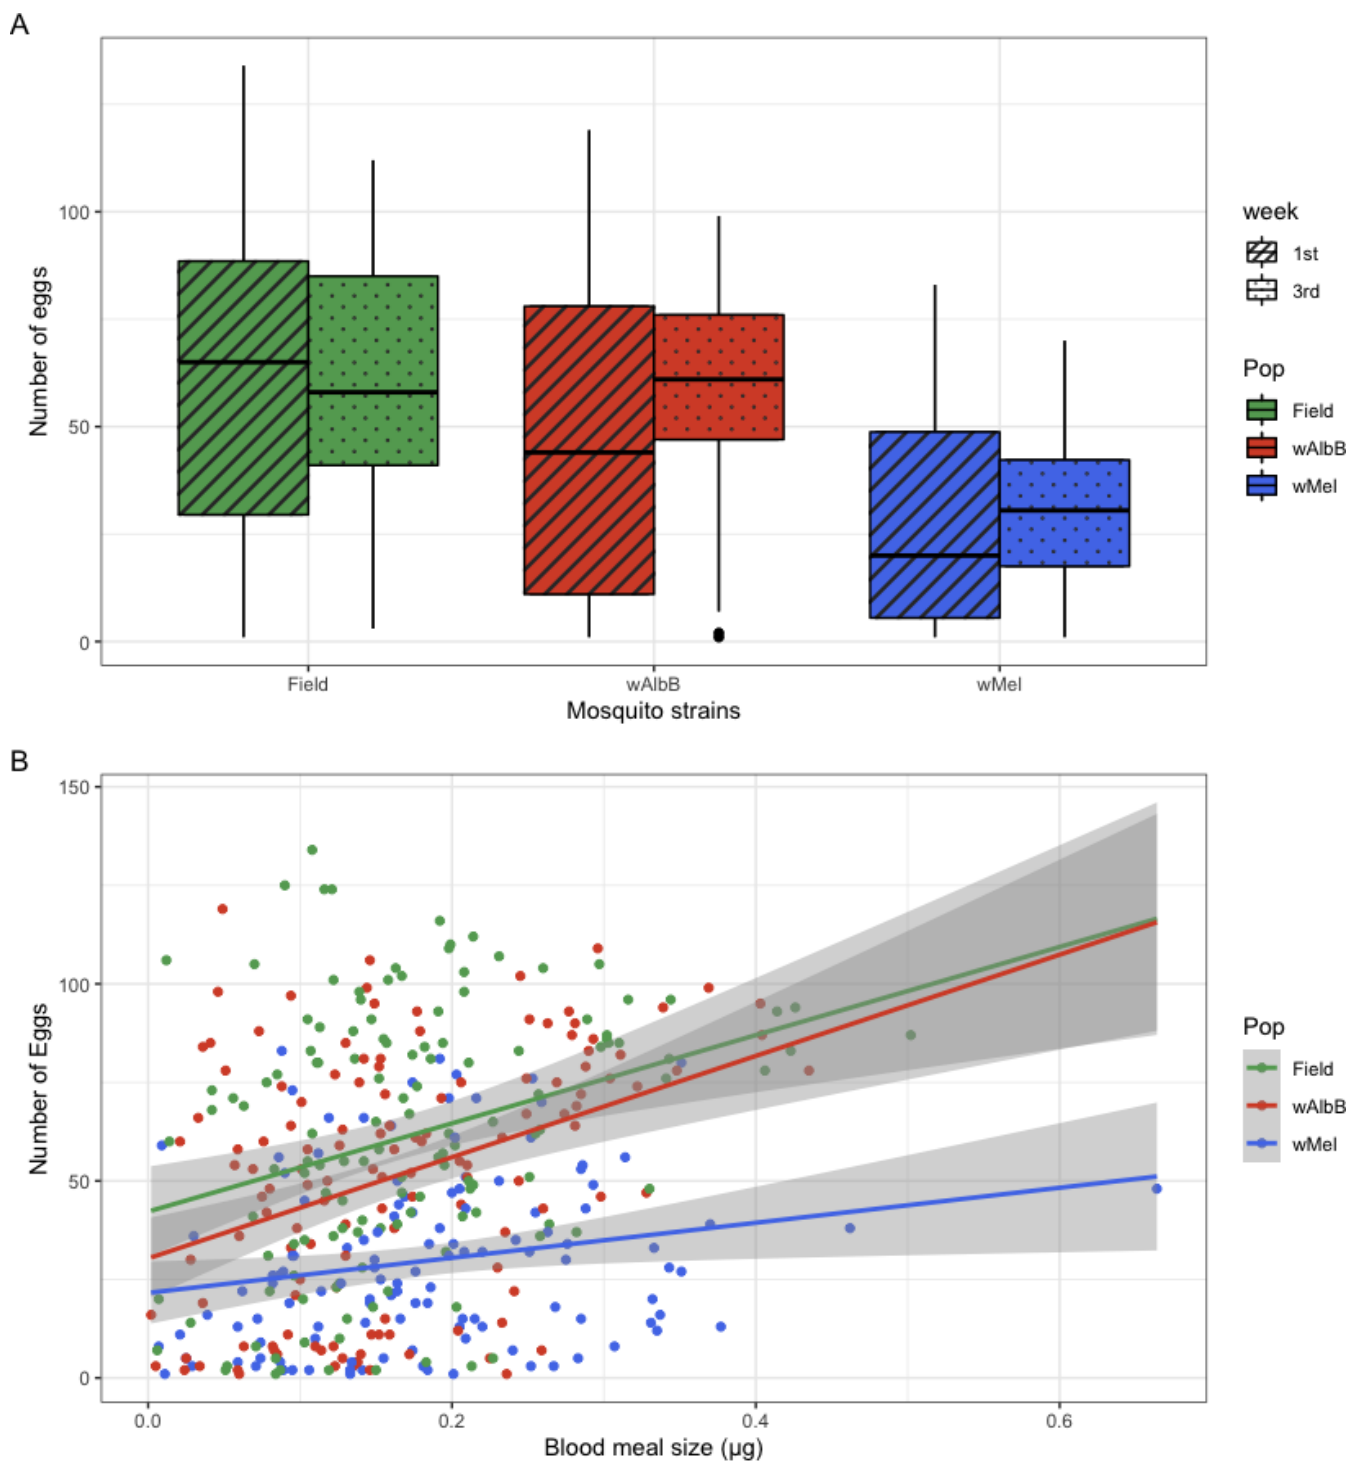 A
Number of eggs
100
50
0
Field wAlbB wMel
Mosquito strains
week
1st
3rd
Pop
Field
wAlbB
wMel
B
Number of Eggs
150
100
50
0
0.0 0.2 0.4 0.6
Blood meal size (µg)
Pop
Field
wAlbB
wMel